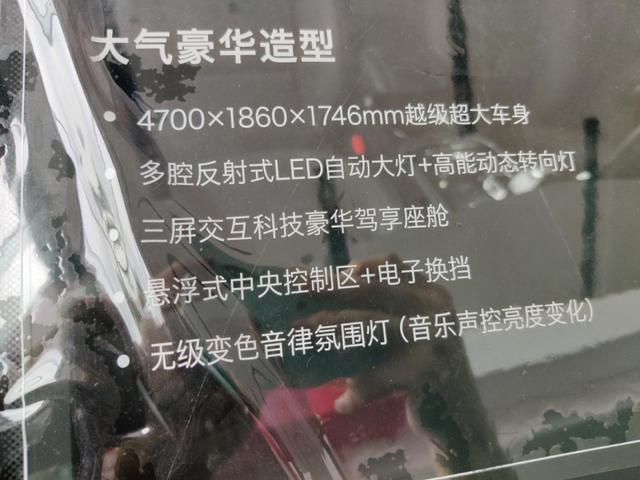 大气豪华造型
• 4700×1860×1746mm越级超大车身
• 多腔反射式LED自动大灯+高能动态转向灯
• 三屏交互科技豪华驾享座舱
• 悬浮式中央控制区+电子换挡
• 无级变色音律氛围灯（音乐声控亮度变化）